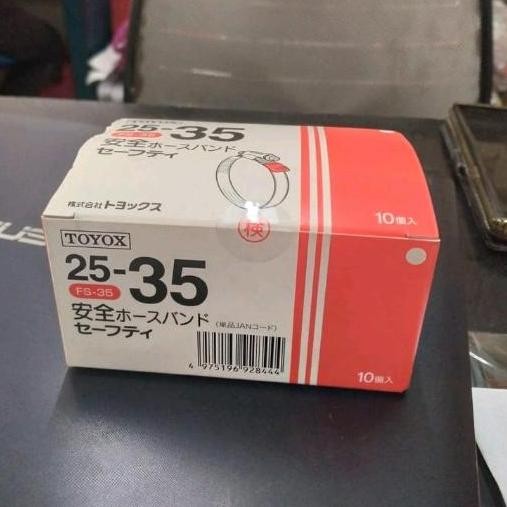 25-35
FS-35
安全ホースバンド
セーフティ
株式会社トヨックス
10個入
検
TOYOX
25-35
FS-35
安全ホースバンド
セーフティ
(単品JANコード)
4 975196 928444
10個入